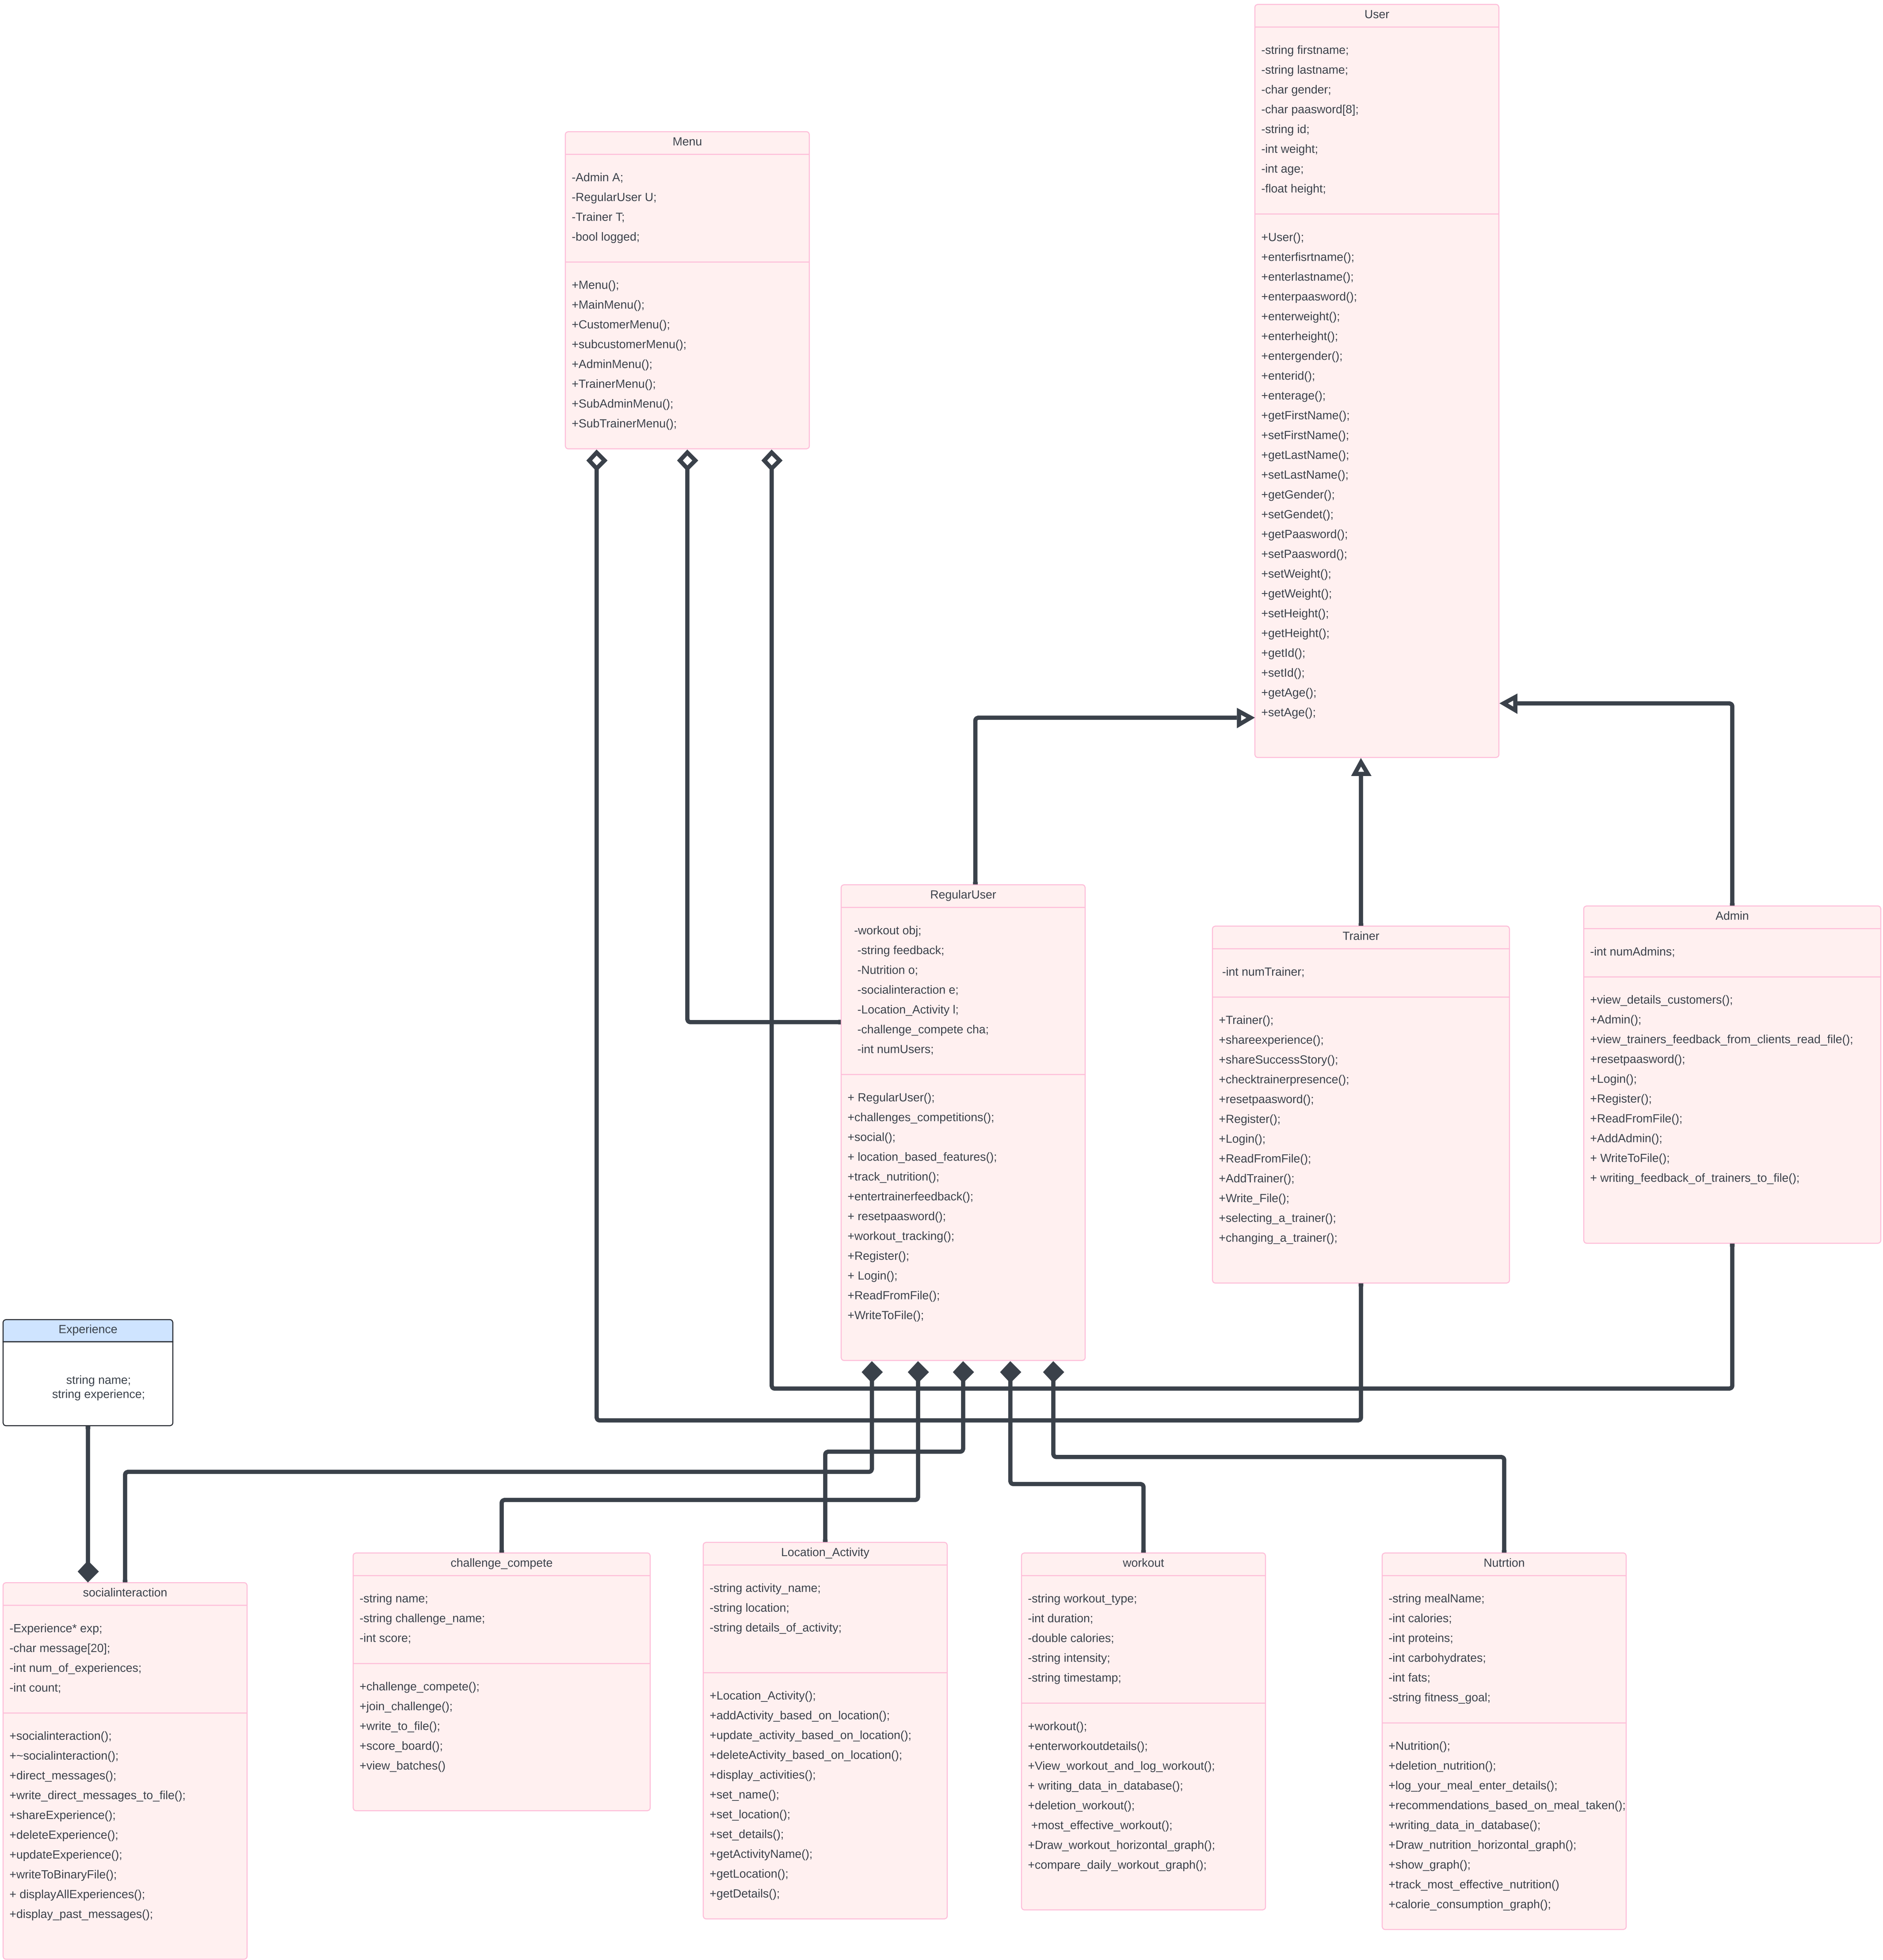 User
-string firstname;
-string lastname;
-char gender;
-char paasword[8];
-string id;
-int weight;
-int age;
-float height;
+User();
+enterfisrtname();
+enterlastname();
+enterpaasword();
+enterweight();
+enterheight();
+entergender();
+enterid();
+enterage();
+getFirstName();
+setFirstName();
+getLastName();
+setLastName();
+getGender();
+setGendet();
+getPaasword();
+setPaasword();
+setWeight();
+getWeight();
+setHeight();
+getHeight();
+getId();
+setId();
+getAge();
+setAge();
Menu
-Admin A;
-RegularUser U;
-Trainer T;
-bool logged;
+Menu();
+MainMenu();
+CustomerMenu();
+subcustomerMenu();
+AdminMenu();
+TrainerMenu();
+SubAdminMenu();
+SubTrainerMenu();
RegularUser
-workout obj;
-string feedback;
-Nutrition o;
-socialinteraction e;
-Location_Activity l;
-challenge_compete cha;
-int numUsers;
+ RegularUser();
+challenges_competitions();
+social();
+ location_based_features();
+track_nutrition();
+entertrainerfeedback();
+ resetpaasword();
+workout_tracking();
+Register();
+ Login();
+ReadFromFile();
+WriteToFile();
Trainer
-int numTrainer;
+Trainer();
+shareexperience();
+shareSuccessStory();
+checktrainerpresence();
+resetpaasword();
+Register();
+Login();
+ReadFromFile();
+AddTrainer();
+Write_File();
+selecting_a_trainer();
+changing_a_trainer();
Admin
-int numAdmins;
+view_details_customers();
+Admin();
+view_trainers_feedback_from_clients_read_file();
+resetpaasword();
+Login();
+Register();
+ReadFromFile();
+AddAdmin();
+ WriteToFile();
+ writing_feedback_of_trainers_to_file();
Experience
string name;
string experience;
socialinteraction
-Experience* exp;
-char message[20];
-int num_of_experiences;
-int count;
+socialinteraction();
+~socialinteraction();
+direct_messages();
+write_direct_messages_to_file();
+shareExperience();
+deleteExperience();
+updateExperience();
+writeToBinaryFile();
+ displayAllExperiences();
+display_past_messages();
challenge_compete
-string name;
-string challenge_name;
-int score;
+challenge_compete();
+join_challenge();
+write_to_file();
+score_board();
+view_batches()
Location_Activity
-string activity_name;
-string location;
-string details_of_activity;
+Location_Activity();
+addActivity_based_on_location();
+update_activity_based_on_location();
+deleteActivity_based_on_location();
+display_activities();
+set_name();
+set_location();
+set_details();
+getActivityName();
+getLocation();
+getDetails();
workout
-string workout_type;
-int duration;
-double calories;
-string intensity;
-string timestamp;
+workout();
+enterworkoutdetails();
+View_workout_and_log_workout();
+ writing_data_in_database();
+deletion_workout();
+most_effective_workout();
+Draw_workout_horizontal_graph();
+compare_daily_workout_graph();
Nutrtion
-string mealName;
-int calories;
-int proteins;
-int carbohydrates;
-int fats;
-string fitness_goal;
+Nutrition();
+deletion_nutrition();
+log_your_meal_enter_details();
+recommendations_based_on_meal_taken();
+writing_data_in_database();
+Draw_nutrition_horizontal_graph();
+show_graph();
+track_most_effective_nutrition()
+calorie_consumption_graph();